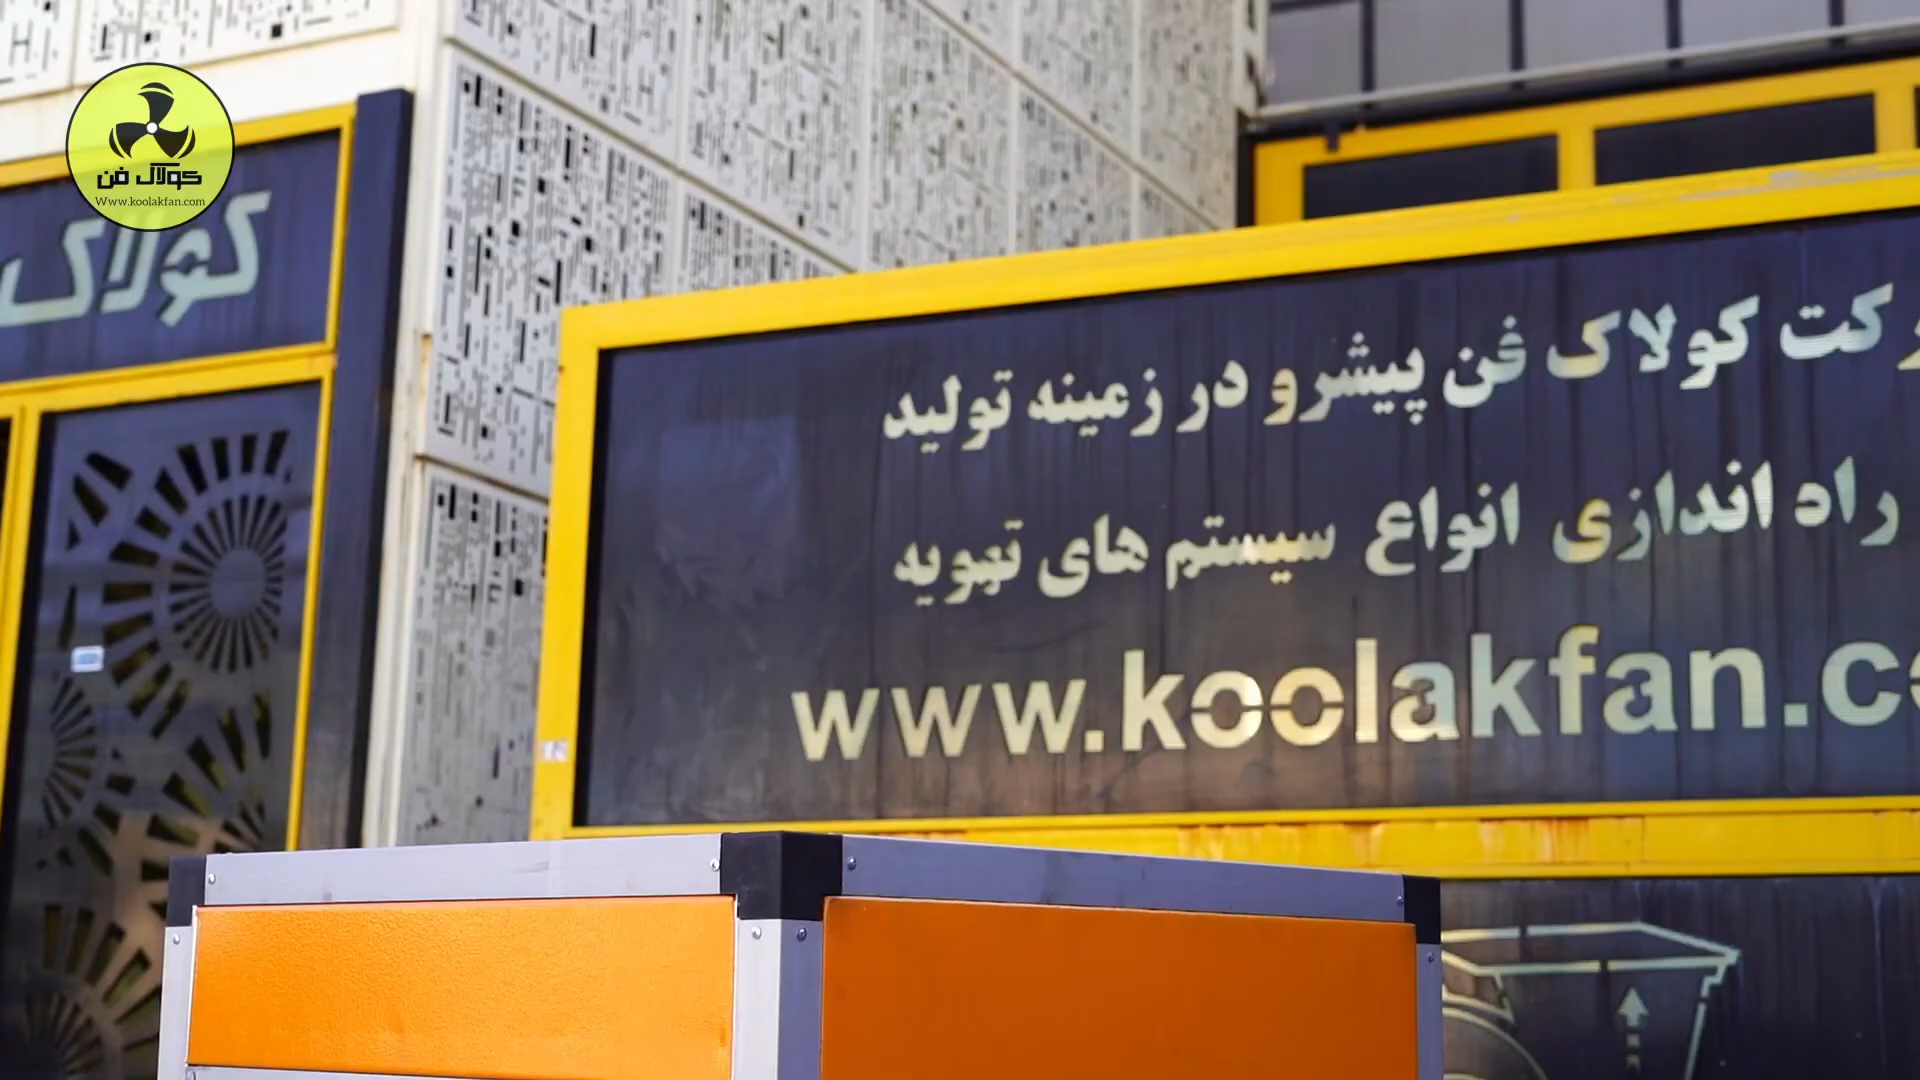 کولاک فن
Www.koolakfan.com
کولاک
کت کولاک فن پیشرو در زمینه تولید
راه اندازی انواع سیستم های تهویه
www.koolakfan.c